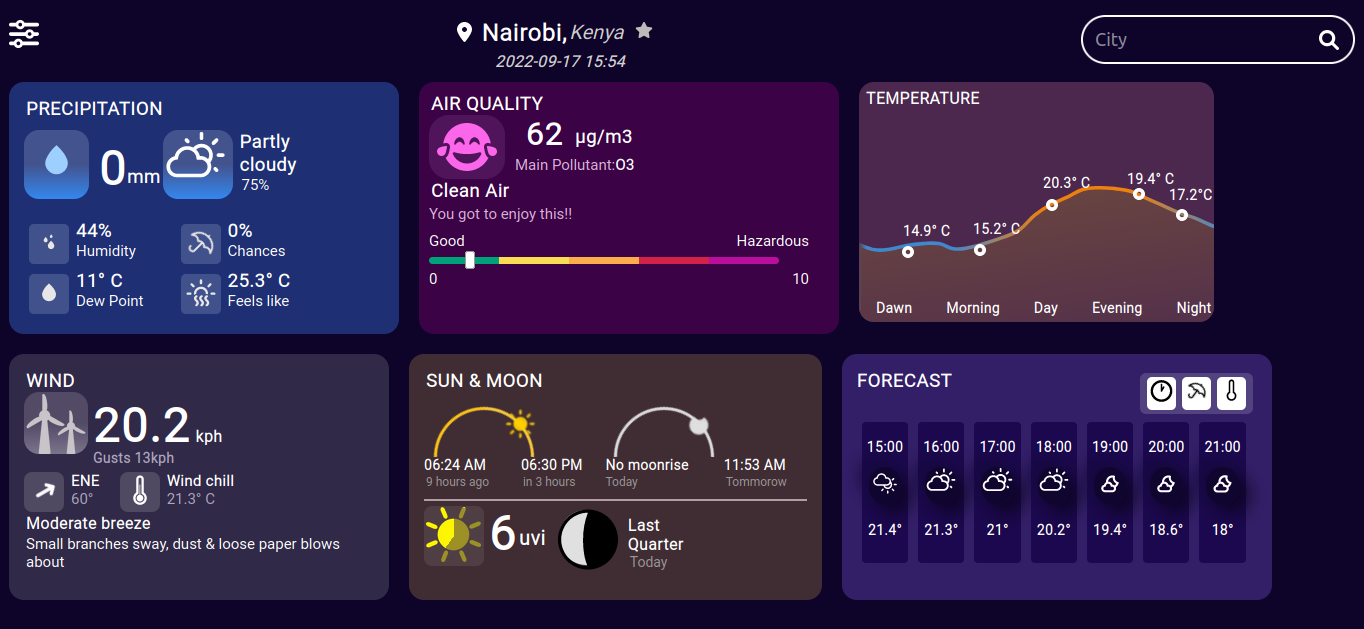 Nairobi, Kenya
2022-09-17 15:54
City
PRECIPITATION
0mm
Partly
cloudy
75%
44%
Humidity
0%
Chances
11° C
Dew Point
25.3° C
Feels like
AIR QUALITY
62 µg/m3
Main Pollutant:O3
Clean Air
You got to enjoy this!!
Good Hazardous
0 10
TEMPERATURE
14.9° C
15.2° C
20.3° C
19.4° C
17.2°C
Dawn Morning Day Evening Night
WIND
20.2 kph
Gusts 13kph
ENE
60°
Wind chill
21.3° C
Moderate breeze
Small branches sway, dust & loose paper blows
about
SUN & MOON
06:24 AM 06:30 PM
9 hours ago in 3 hours
No moonrise 11:53 AM
Today Tommorow
6 uvi
Last
Quarter
Today
FORECAST
15:00 16:00 17:00 18:00 19:00 20:00 21:00
21.4° 21.3° 21° 20.2° 19.4° 18.6° 18°